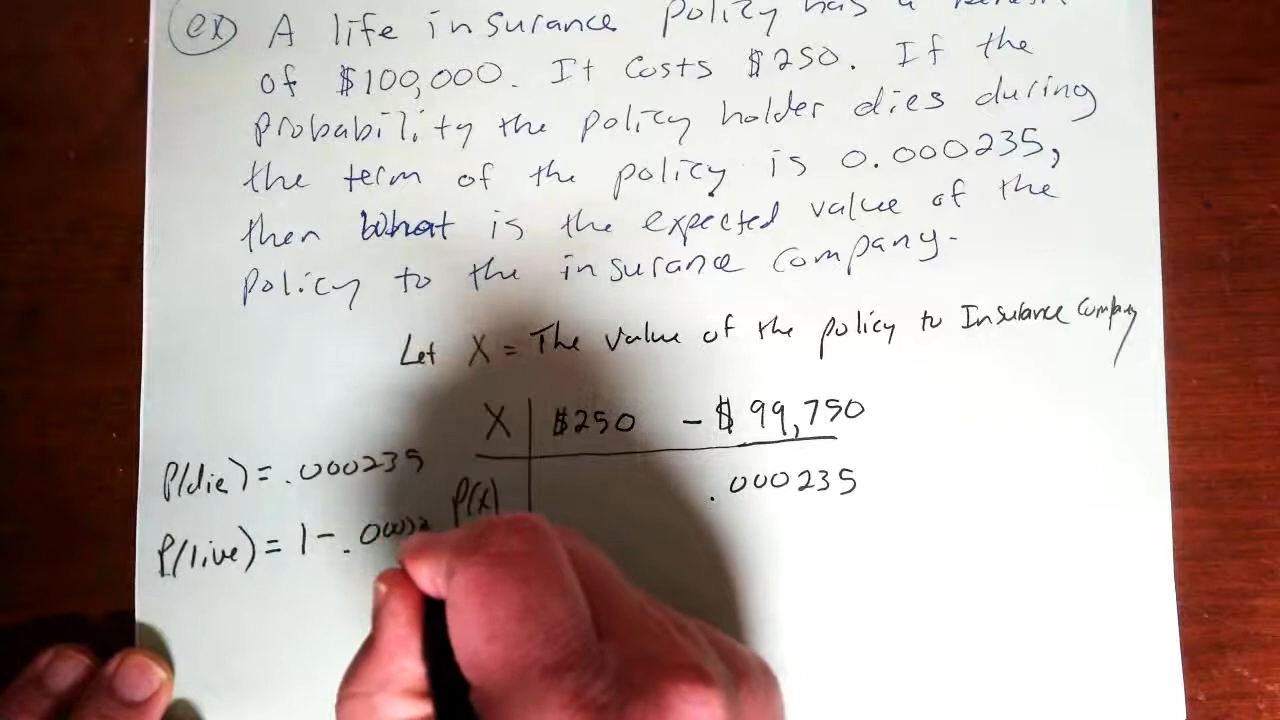 ex A life insurance policy has a
of $100,000. It costs $250. If the
probability the policy holder dies during
the term of the policy is 0.000235,
then What is the expected value of the
policy to the insurance company.
Let X = The value of the policy to Insurance Company
X $250 -$99,750
P(die) = .000235
P(x) .000235
P(live) = 1 -